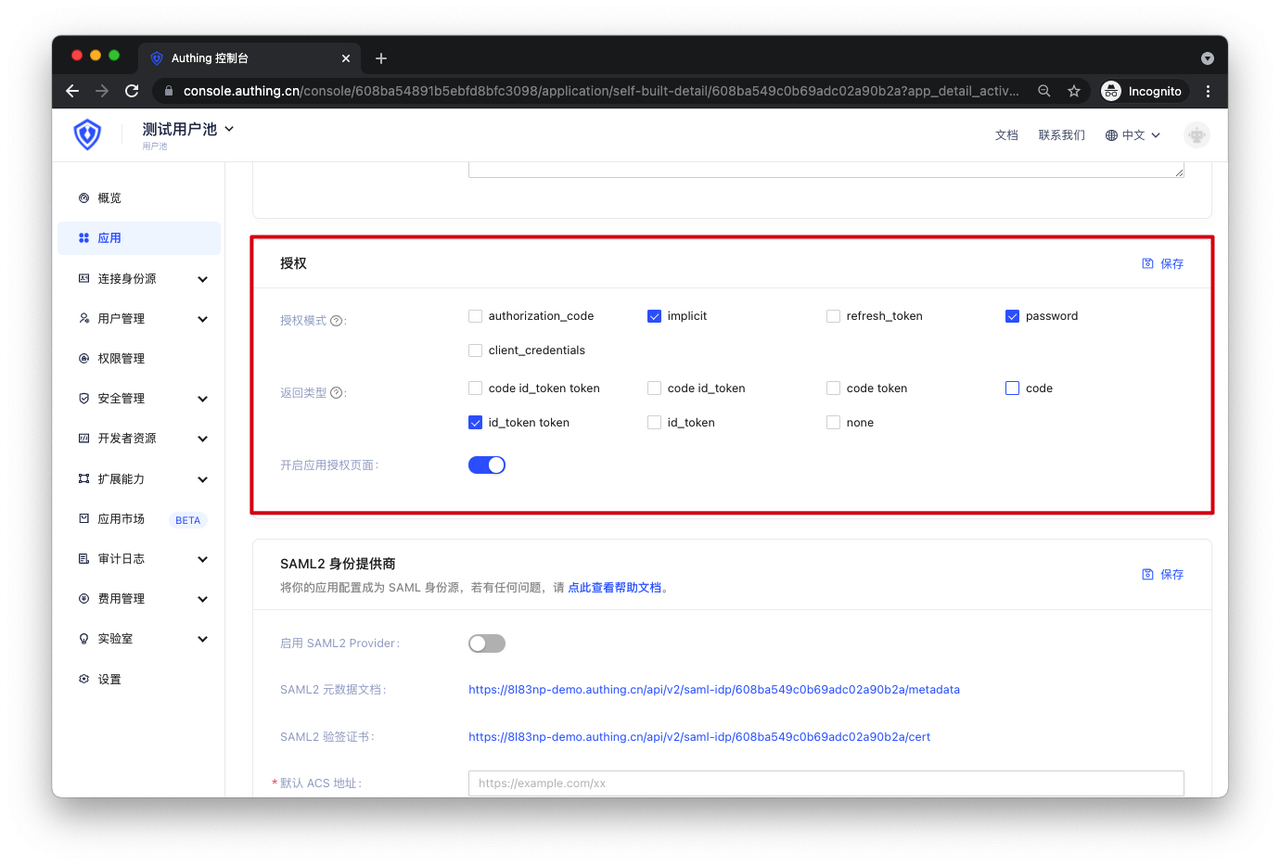 Authing 控制台
console.authing.cn/console/608ba54891b5ebfd8bfc3098/application/self-built-detail/608ba549c0b69adc02a90b2a?app_detail_activ...
Incognito
测试用户池
用户池
文档 联系我们 中文
概览
应用
连接身份源
用户管理
权限管理
安全管理
开发者资源
扩展能力
应用市场 BETA
审计日志
费用管理
实验室
设置
授权 保存
授权模式 ?: authorization_code implicit refresh_token password
client_credentials
返回类型 ?: code id_token token code id_token code token code
id_token token id_token none
开启应用授权页面:
SAML2 身份提供商
保存
将你的应用配置成为 SAML 身份源，若有任何问题，请 点此查看帮助文档。
启用 SAML2 Provider:
SAML2 元数据文档: https://8l83np-demo.authing.cn/api/v2/saml-idp/608ba549c0b69adc02a90b2a/metadata
SAML2 验签证书: https://8l83np-demo.authing.cn/api/v2/saml-idp/608ba549c0b69adc02a90b2a/cert
* 默认 ACS 地址: https://example.com/xx